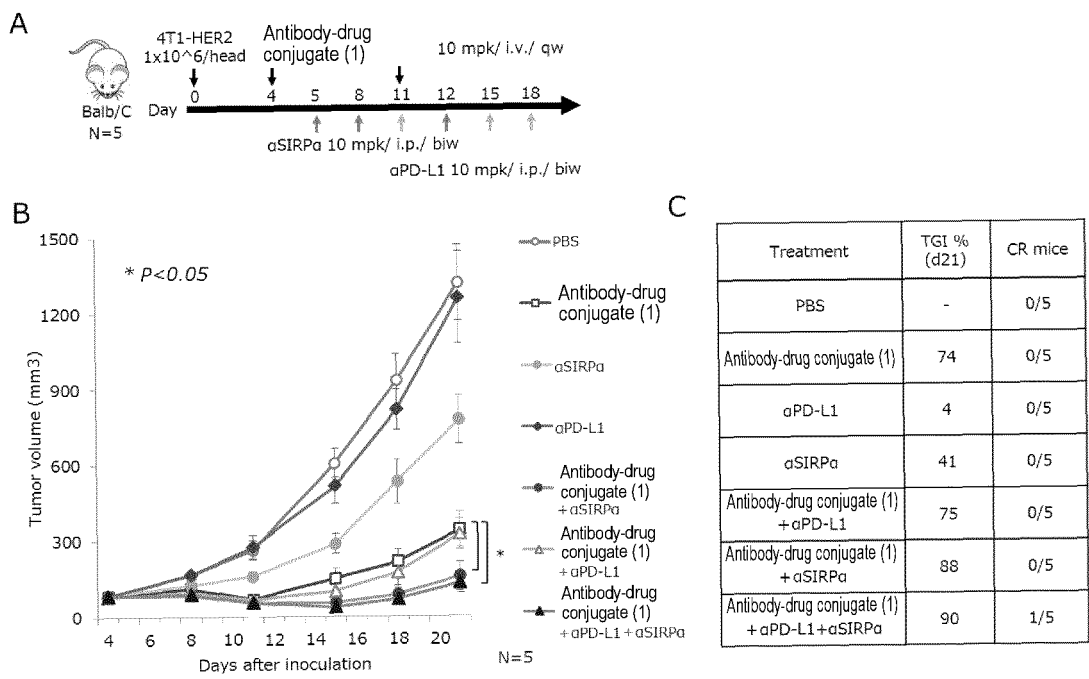 A
4T1-HER2
1x10^6/head
Antibody-drug
conjugate (1)
10 mpk/ i.v./ qw
Balb/C
N=5
Day
0 4 5 8 11 12 15 18
αSIRPα 10 mpk/ i.p./ biw
αPD-L1 10 mpk/ i.p./ biw
B
* P<0.05
Tumor volume (mm3)
1500
1200
900
600
300
0
4 6 8 10 12 14 16 18 20
Days after inoculation
N=5
*
PBS
Antibody-drug
conjugate (1)
αSIRPα
αPD-L1
Antibody-drug
conjugate (1)
+αSIRPα
Antibody-drug
conjugate (1)
+αPD-L1
Antibody-drug
conjugate (1)
+αPD-L1+αSIRPα
C
Treatment TGI % (d21) CR mice
PBS - 0/5
Antibody-drug conjugate (1) 74 0/5
αPD-L1 4 0/5
αSIRPα 41 0/5
Antibody-drug conjugate (1) +αPD-L1 75 0/5
Antibody-drug conjugate (1) +αSIRPα 88 0/5
Antibody-drug conjugate (1) +αPD-L1+αSIRPα 90 1/5